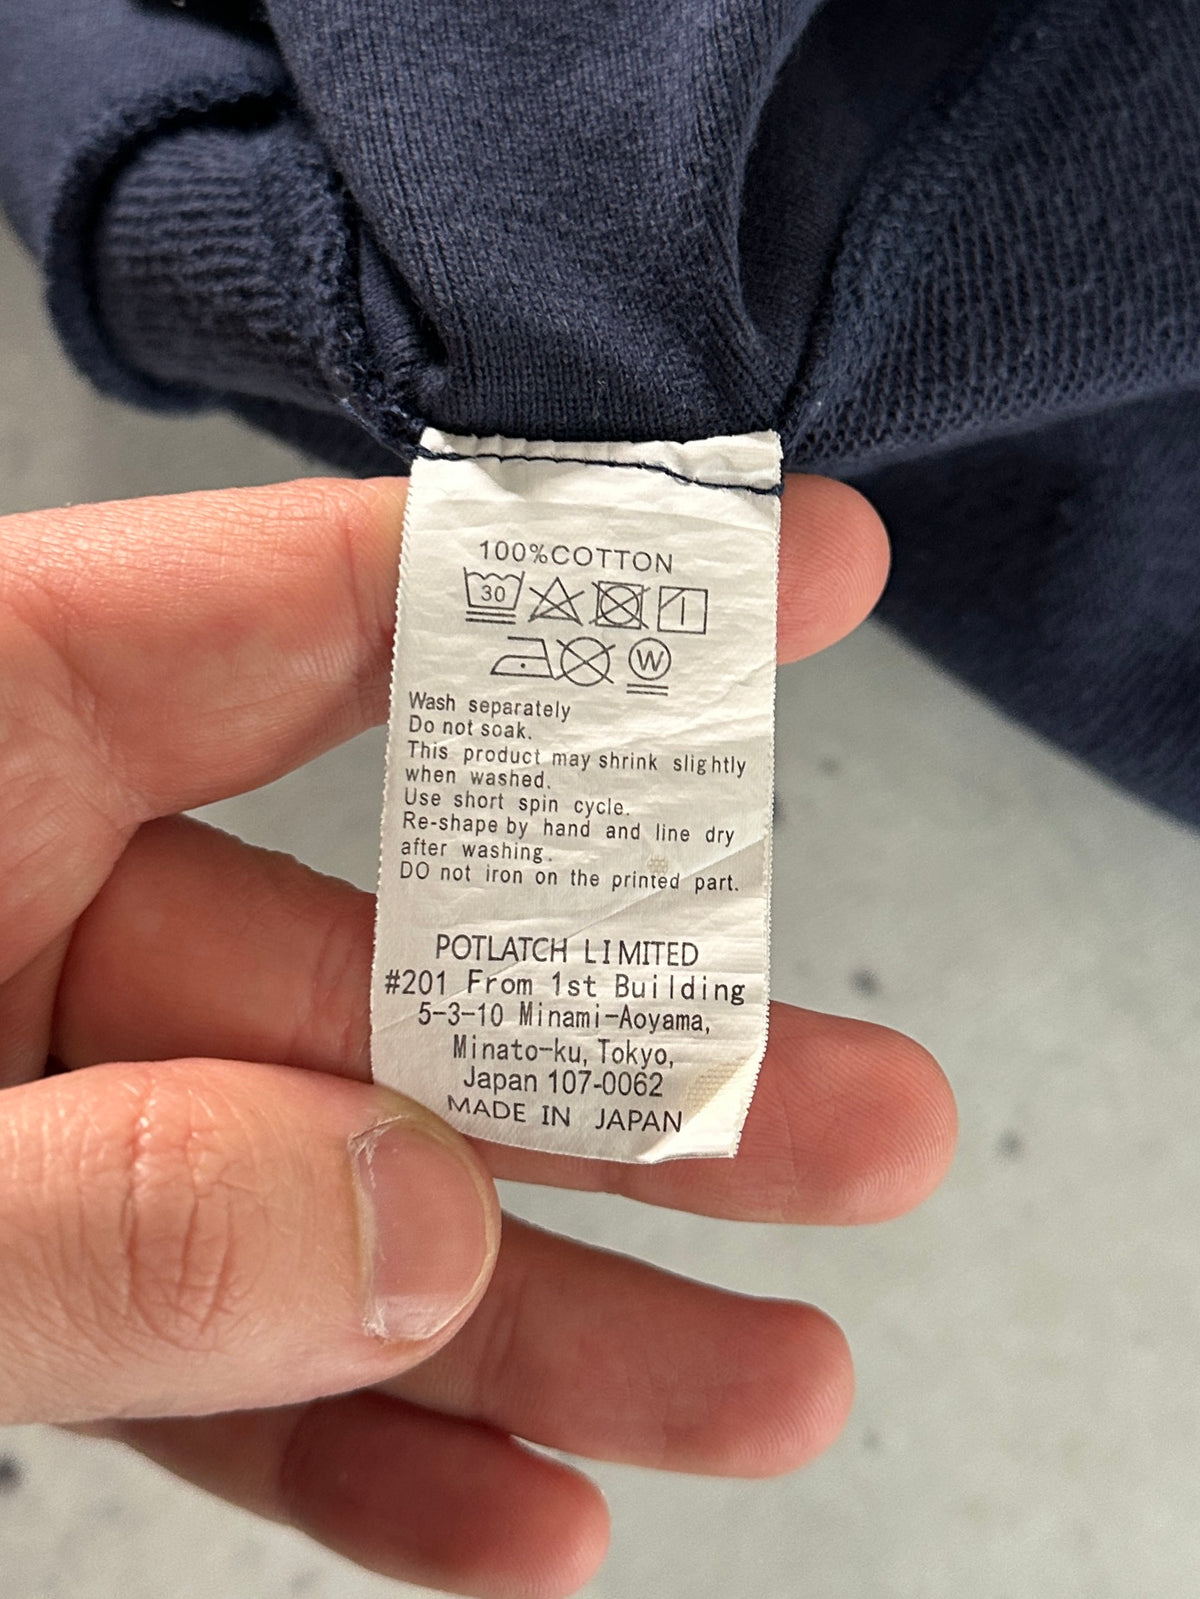 100%COTTON
30
W
Wash separately
Do not soak.
This product may shrink slightly
when washed.
Use short spin cycle.
Re-shape by hand and line dry
after washing.
DO not iron on the printed part.
POTLATCH LIMITED
#201 From 1st Building
5-3-10 Minami-Aoyama,
Minato-ku, Tokyo,
Japan 107-0062
MADE IN JAPAN